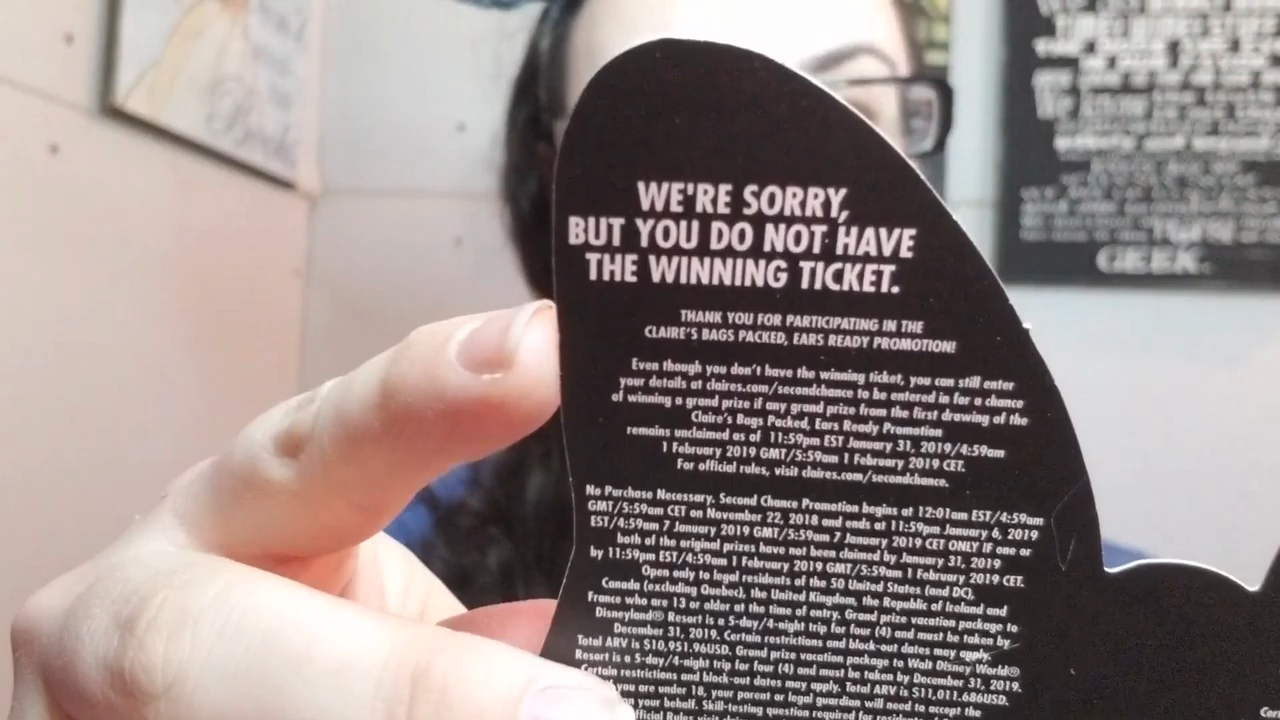 WE'RE SORRY,
BUT YOU DO NOT HAVE
THE WINNING TICKET.
THANK YOU FOR PARTICIPATING IN THE
CLAIRE'S BAGS PACKED, EARS READY PROMOTION!
Even though you don't have the winning ticket, you can still enter
your details at claires.com/secondchance to be entered in for a chance
of winning a grand prize if any grand prize from the first drawing of the
Claire's Bags Packed, Ears Ready Promotion
remains unclaimed as of 11:59pm EST January 31, 2019/4:59am
1 February 2019 GMT/5:59am 1 February 2019 CET.
For official rules, visit claires.com/secondchance.
No Purchase Necessary. Second Chance Promotion begins at 12:01am EST/4:59am
GMT/5:59am CET on November 22, 2018 and ends at 11:59pm January 6, 2019
EST/4:59am 7 January 2019 GMT/5:59am 7 January 2019 CET ONLY IF one or
both of the original prizes have not been claimed by January 31, 2019
by 11:59pm EST/4:59am 1 February 2019 GMT/5:59am 1 February 2019 CET.
Open only to legal residents of the 50 United States (and DC),
Canada (excluding Quebec), the United Kingdom, the Republic of Ireland and
France who are 13 or older at the time of entry. Grand prize vacation package to
Disneyland® Resort is a 5-day/4-night trip for four (4) and must be taken by
December 31, 2019. Certain restrictions and block-out dates may apply.
Total ARV is $10,951.96USD. Grand prize vacation package to Walt Disney World®
Resort is a 5-day/4-night trip for four (4) and must be taken by December 31, 2019.
Certain restrictions and block-out dates may apply. Total ARV is $11,011.686USD.
you are under 18, your parent or legal guardian will need to accept the
on your behalf. Skill-testing question required for
Rules visit
GEEK.